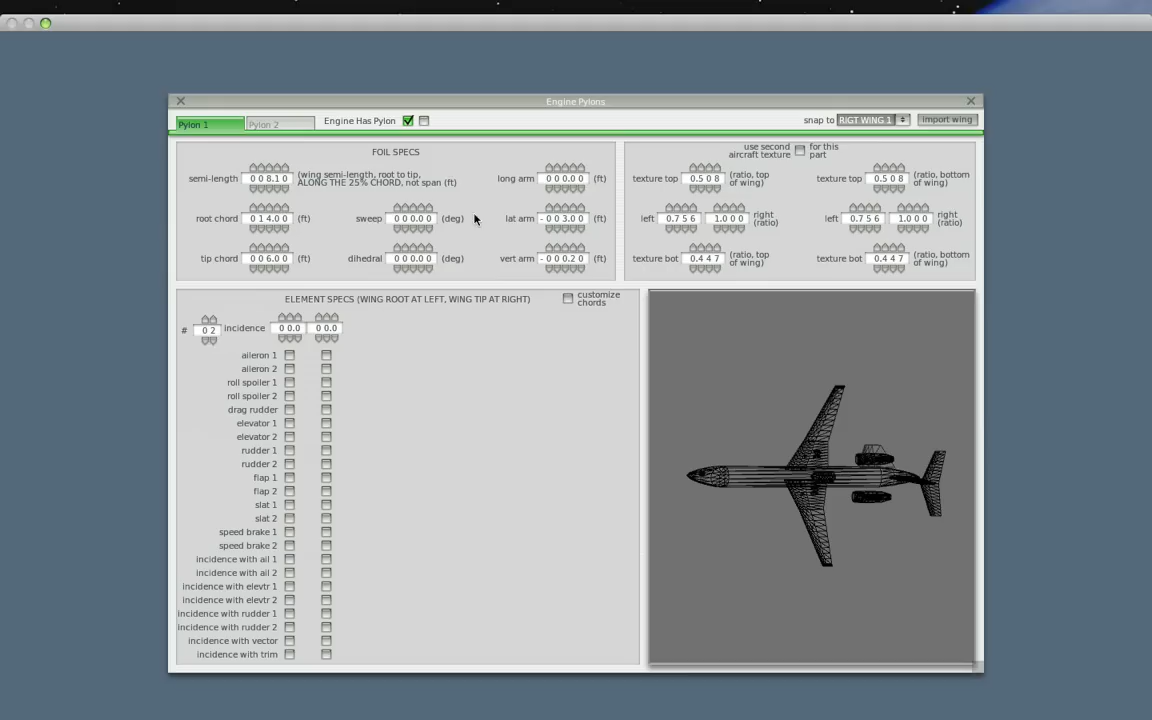 Engine Pylons
Pylon 1 Pylon 2 Engine Has Pylon snap to RIGT WING 1 import wing
FOIL SPECS
semi-length 0 0 8.1 0 (wing semi-length, root to tip,
ALONG THE 25% CHORD, not span (ft)
long arm 0 0 0.0 0 (ft)
root chord 0 1 4.0 0 (ft) sweep 0 0 0.0 0 (deg) lat arm - 0 0 3.0 0 (ft)
tip chord 0 0 6.0 0 (ft) dihedral 0 0 0.0 0 (deg) vert arm - 0 0 0.2 0 (ft)
use second
aircraft texture
for this
part
texture top 0.5 0 8 (ratio, top
of wing)
texture top 0.5 0 8 (ratio, bottom
of wing)
left 0.7 5 6 1.0 0 0 right
(ratio)
left 0.7 5 6 1.0 0 0 right
(ratio)
texture bot 0.4 4 7 (ratio, top
of wing)
texture bot 0.4 4 7 (ratio, bottom
of wing)
ELEMENT SPECS (WING ROOT AT LEFT, WING TIP AT RIGHT)
customize
chords
# 0 2 incidence 0 0.0 0 0.0
aileron 1
aileron 2
roll spoiler 1
roll spoiler 2
drag rudder
elevator 1
elevator 2
rudder 1
rudder 2
flap 1
flap 2
slat 1
slat 2
speed brake 1
speed brake 2
incidence with ail 1
incidence with ail 2
incidence with elevtr 1
incidence with elevtr 2
incidence with rudder 1
incidence with rudder 2
incidence with vector
incidence with trim